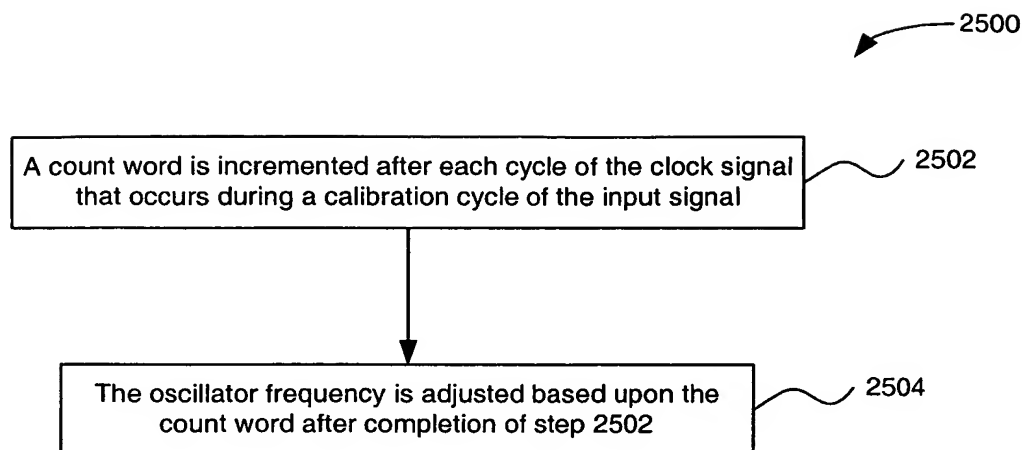 2500
A count word is incremented after each cycle of the clock signal
that occurs during a calibration cycle of the input signal
2502
The oscillator frequency is adjusted based upon the
count word after completion of step 2502
2504